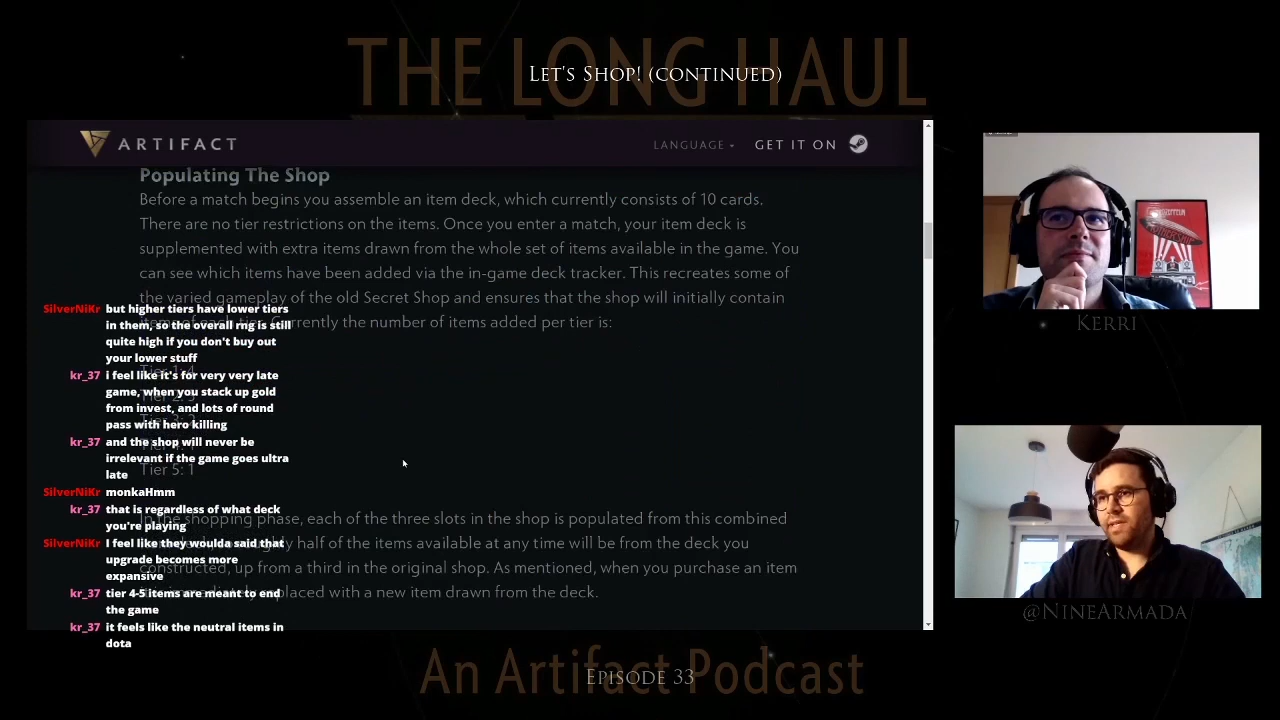 THE LONG HAUL
LET'S SHOP! (CONTINUED)
ARTIFACT
LANGUAGE
GET IT ON
Populating The Shop
Before a match begins you assemble an item deck, which currently consists of 10 cards.
There are no tier restrictions on the items. Once you enter a match, your item deck is
supplemented with extra items drawn from the whole set of items available in the game. You
can see which items have been added via the in-game deck tracker. This recreates some of
the varied gameplay of the old Secret Shop and ensures that the shop will initially contain
Currently the number of items added per tier is:
Tier 1: 4
Tier 5: 1
In the shopping phase, each of the three slots in the shop is populated from this combined
half of the items available at any time will be from the deck you
constructed, up from a third in the original shop. As mentioned, when you purchase an item
replaced with a new item drawn from the deck.
SilverNiKr but higher tiers have lower tiers
in them, so the overall rng is still
quite high if you don't buy out
your lower stuff
kr_37 i feel like it's for very very late
game, when you stack up gold
from invest, and lots of round
pass with hero killing
kr_37 and the shop will never be
irrelevant if the game goes ultra
late
SilverNiKr monkaHmm
kr_37 that is regardless of what deck
you're playing
SilverNiKr I feel like they woulda said that
upgrade becomes more
expansive
kr_37 tier 4-5 items are meant to end
the game
kr_37 it feels like the neutral items in
dota
KERRI
@NINEARMADA
An Artifact Podcast
EPISODE 33